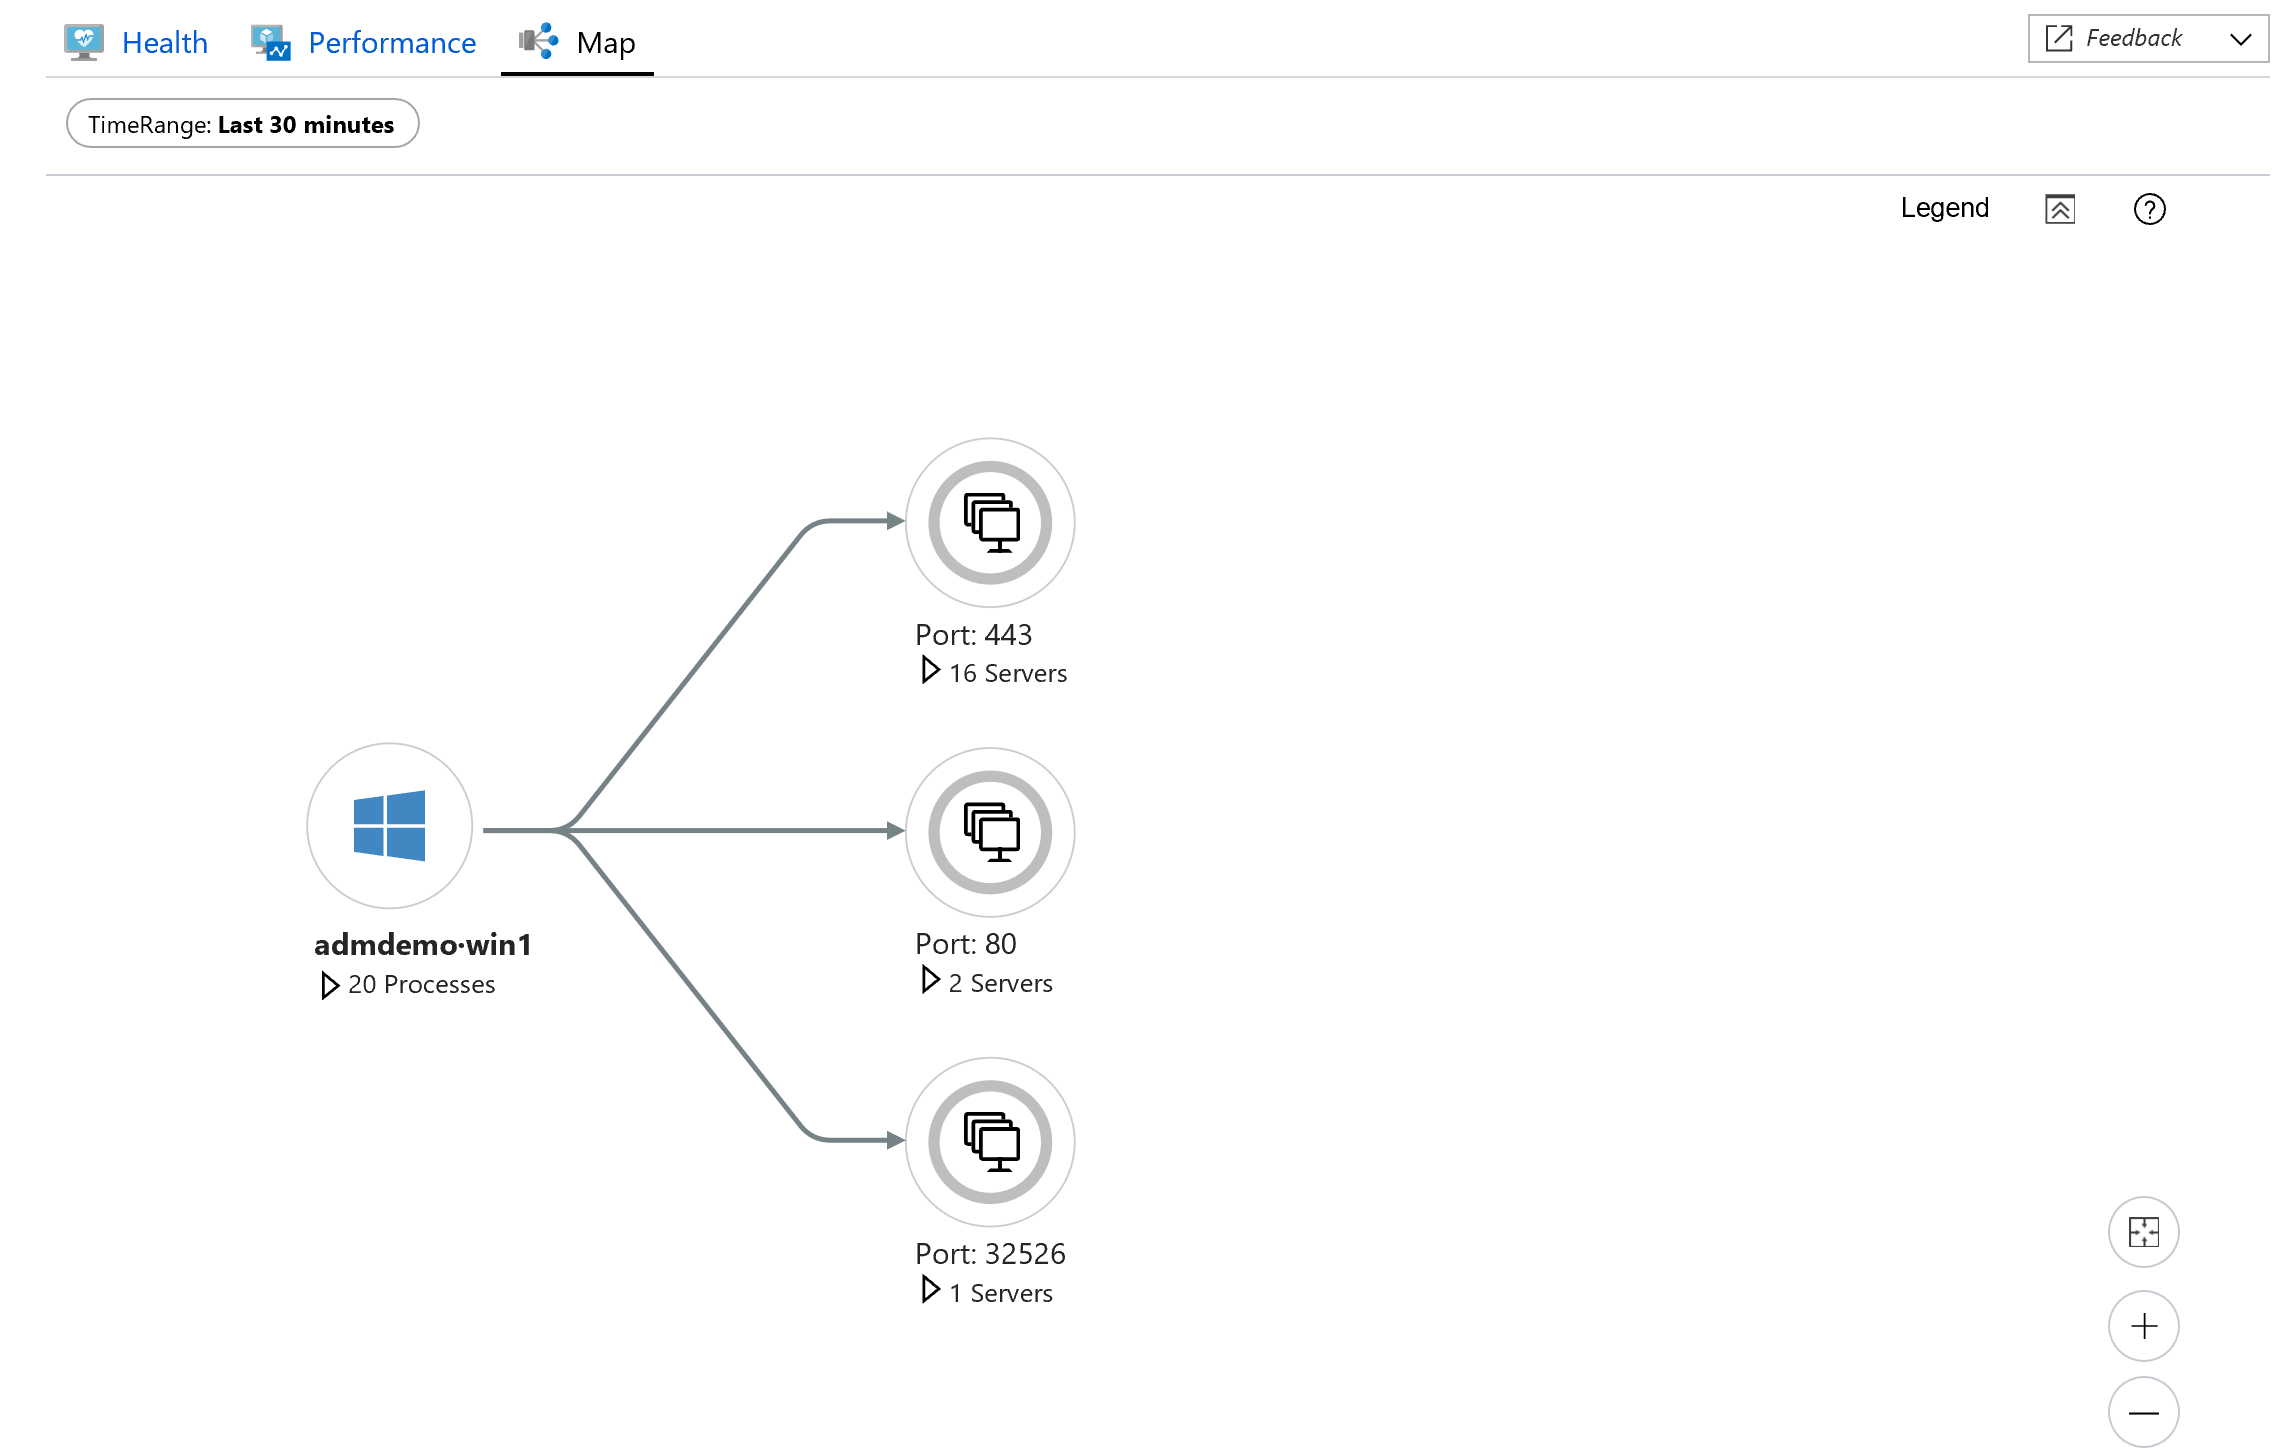 Health Performance Map Feedback
TimeRange: Last 30 minutes
Legend
Port: 443
16 Servers
admdemo·win1
20 Processes
Port: 80
2 Servers
Port: 32526
1 Servers